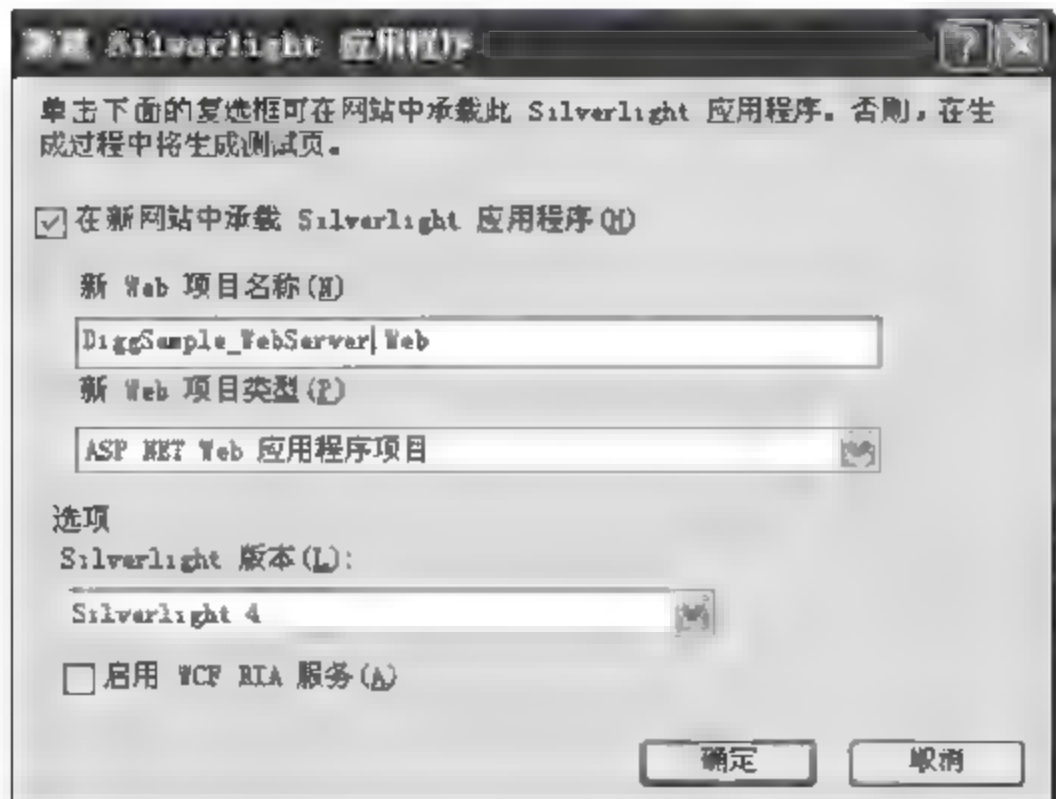 新建 Silverlight 应用程序
单击下面的复选框可在网站中承载此 Silverlight 应用程序。否则,在生
成过程中将生成测试页。
在新网站中承载 Silverlight 应用程序(H)
新 Web 项目名称(N)
DiggSample_WebServer.Web
新 Web 项目类型(P)
ASP.NET Web 应用程序项目
选项
Silverlight 版本(L):
Silverlight 4
启用 WCF RIA 服务(A)
确定 取消